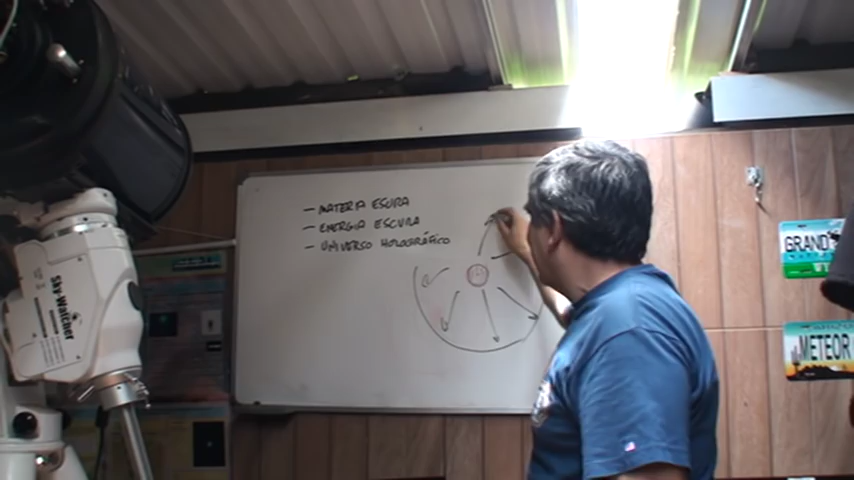 — MATERIA ESCURA
— ENERGIA ESCURA
— UNIVERSO HOLOGRÁFICO
Sky-Watcher
GRAND
METEOR